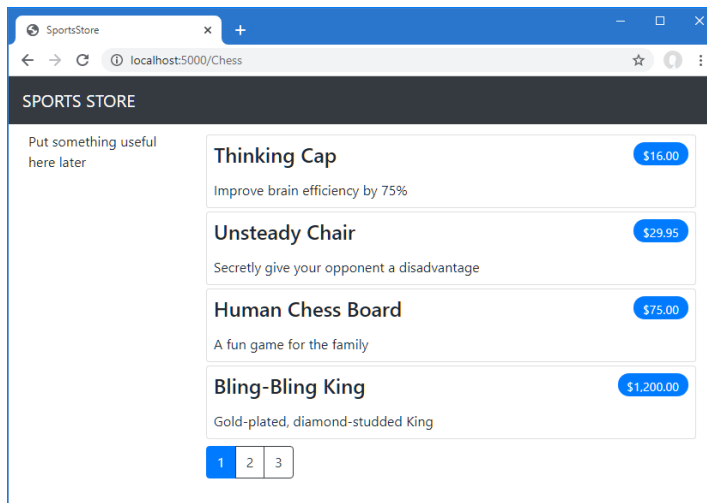 SportsStore
localhost:5000/Chess
SPORTS STORE
Put something useful
here later
Thinking Cap
$16.00
Improve brain efficiency by 75%
Unsteady Chair
$29.95
Secretly give your opponent a disadvantage
Human Chess Board
$75.00
A fun game for the family
Bling-Bling King
$1,200.00
Gold-plated, diamond-studded King
1 2 3